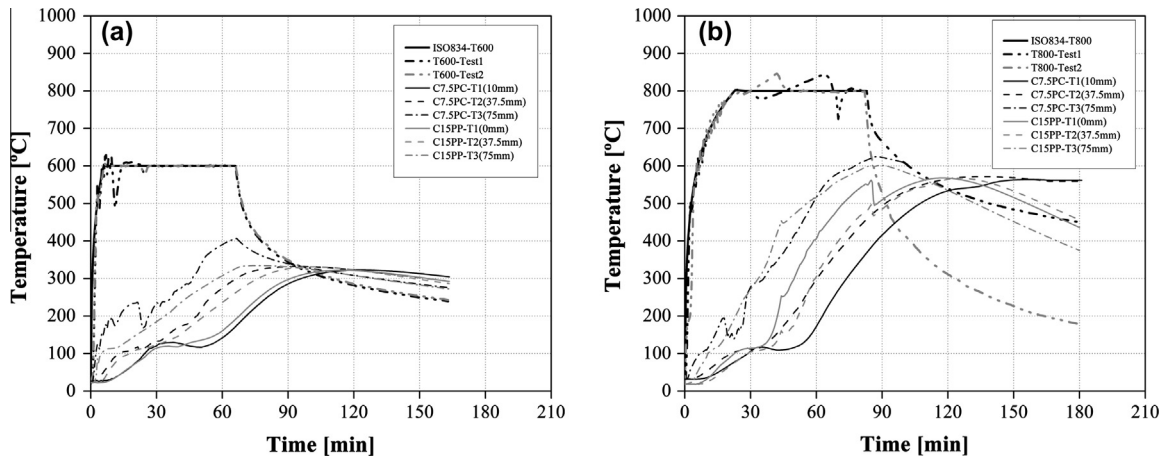 (a)
Temperature [ºC]
1000
900
800
700
600
500
400
300
200
100
0
0 30 60 90 120 150 180 210
Time [min]
ISO834-T600
T600-Test1
T600-Test2
C7.5PC-T1(10mm)
C7.5PC-T2(37.5mm)
C7.5PC-T3(75mm)
C15PP-T1(0mm)
C15PP-T2(37.5mm)
C15PP-T3(75mm)
(b)
Temperature [ºC]
1000
900
800
700
600
500
400
300
200
100
0
0 30 60 90 120 150 180 210
Time [min]
ISO834-T800
T800-Test1
T800-Test2
C7.5PC-T1(10mm)
C7.5PC-T2(37.5mm)
C7.5PC-T3(75mm)
C15PP-T1(0mm)
C15PP-T2(37.5mm)
C15PP-T3(75mm)